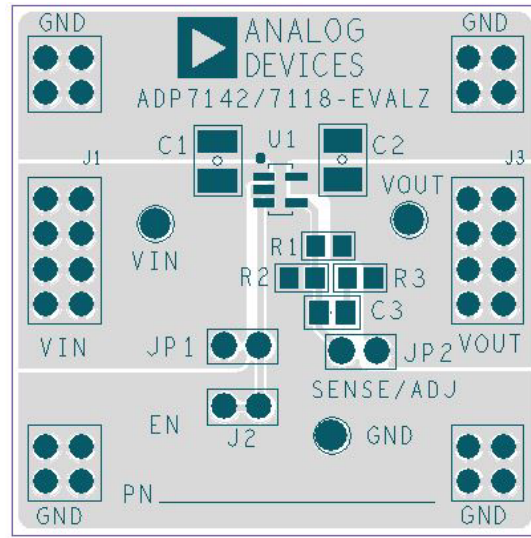 GND
GND
ANALOG
DEVICES
ADP7142/7118-EVALZ
C1
U1
C2
J1
J3
VOUT
VIN
R1
R2
R3
C3
VIN
JP1
JP2
VOUT
SENSE/ADJ
EN
J2
GND
PN
GND
GND